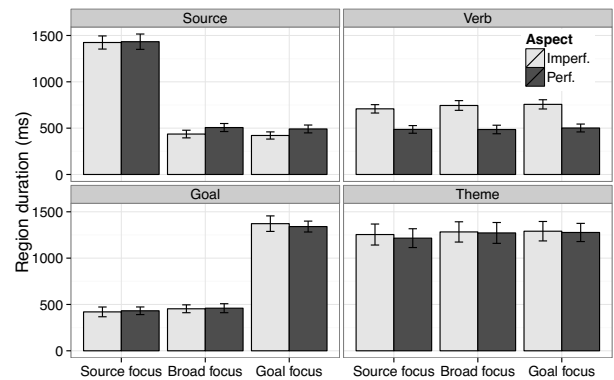 Source
Verb
Region duration (ms)
1500
1000
500
0
Aspect
Imperf.
Perf.
Goal
Theme
1500
1000
500
0
Source focus Broad focus Goal focus
Source focus Broad focus Goal focus